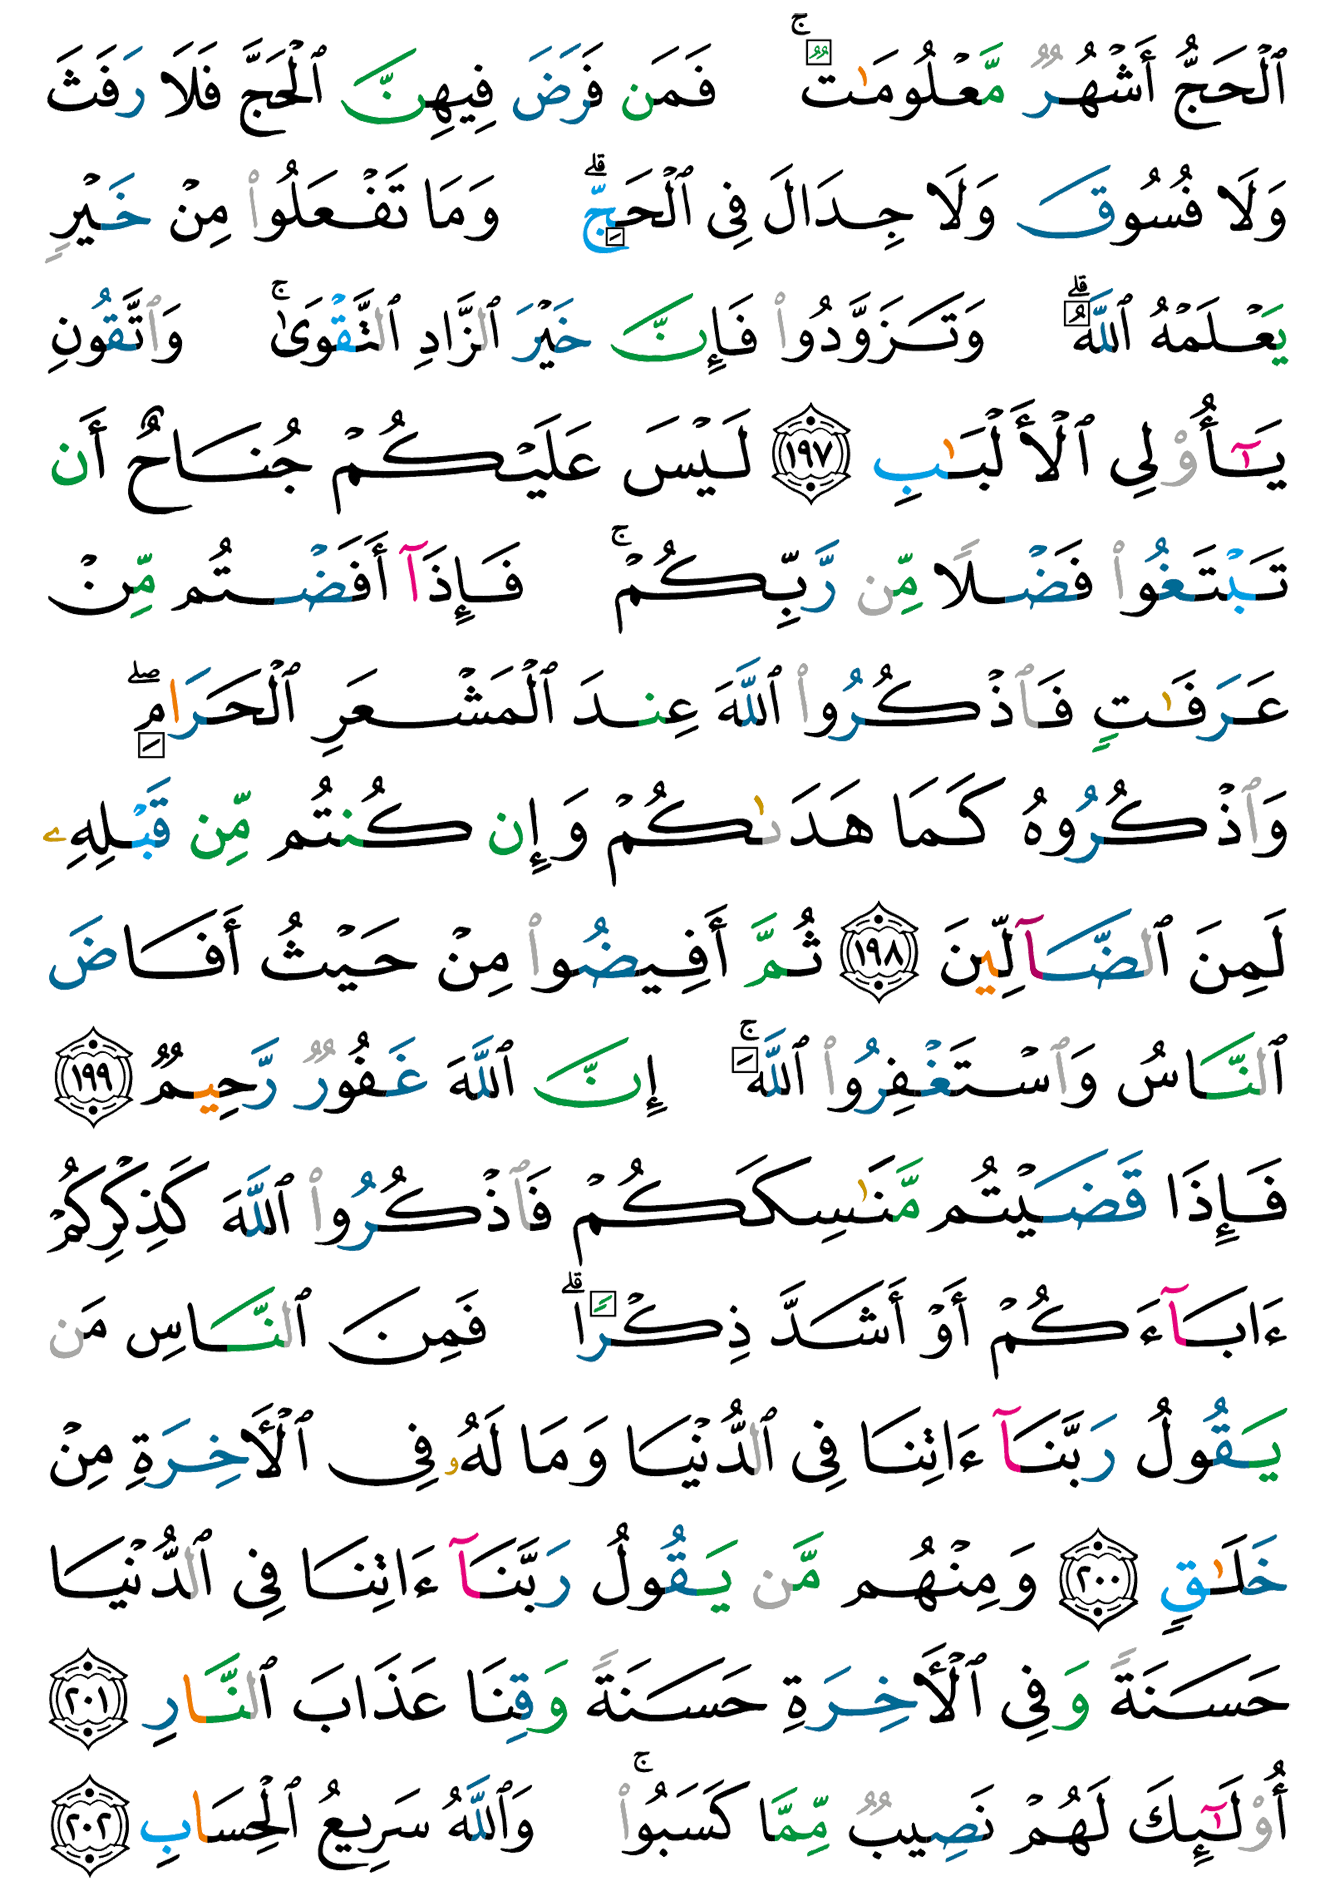 ٱلْحَجُّ أَشْهُرٌ مَّعْلُومَـٰتٌ ۚ فَمَن فَرَضَ فِيهِنَّ ٱلْحَجَّ فَلَا رَفَثَ
وَلَا فُسُوقَ وَلَا جِدَالَ فِى ٱلْحَجِّ ۗ وَمَا تَفْعَلُوا۟ مِنْ خَيْرٍ
يَعْلَمْهُ ٱللَّهُ ۗ وَتَزَوَّدُوا۟ فَإِنَّ خَيْرَ ٱلزَّادِ ٱلتَّقْوَىٰ ۚ وَٱتَّقُونِ
يَـٰٓأُو۟لِى ٱلْأَلْبَـٰبِ ١٩٧ لَيْسَ عَلَيْكُمْ جُنَاحٌ أَن
تَبْتَغُوا۟ فَضْلًا مِّن رَّبِّكُمْ ۚ فَإِذَآ أَفَضْتُم مِّنْ
عَرَفَـٰتٍ فَٱذْكُرُوا۟ ٱللَّهَ عِندَ ٱلْمَشْعَرِ ٱلْحَرَامِ ۖ
وَٱذْكُرُوهُ كَمَا هَدَىٰكُمْ وَإِن كُنتُم مِّن قَبْلِهِۦ
لَمِنَ ٱلضَّآلِّينَ ١٩٨ ثُمَّ أَفِيضُوا۟ مِنْ حَيْثُ أَفَاضَ
ٱلنَّاسُ وَٱسْتَغْفِرُوا۟ ٱللَّهَ ۚ إِنَّ ٱللَّهَ غَفُورٌ رَّحِيمٌ ١٩٩
فَإِذَا قَضَيْتُم مَّنَـٰسِكَكُمْ فَٱذْكُرُوا۟ ٱللَّهَ كَذِكْرِكُمْ
ءَابَآءَكُمْ أَوْ أَشَدَّ ذِكْرًا ۗ فَمِنَ ٱلنَّاسِ مَن
يَقُولُ رَبَّنَآ ءَاتِنَا فِى ٱلدُّنْيَا وَمَا لَهُۥ فِى ٱلْأَخِرَةِ مِنْ
خَلَـٰقٍ ٢٠٠ وَمِنْهُم مَّن يَقُولُ رَبَّنَآ ءَاتِنَا فِى ٱلدُّنْيَا
حَسَنَةً وَفِى ٱلْأَخِرَةِ حَسَنَةً وَقِنَا عَذَابَ ٱلنَّارِ ٢٠١
أُو۟لَـٰٓئِكَ لَهُمْ نَصِيبٌ مِّمَّا كَسَبُوا۟ ۚ وَٱللَّهُ سَرِيعُ ٱلْحِسَابِ ٢٠٢